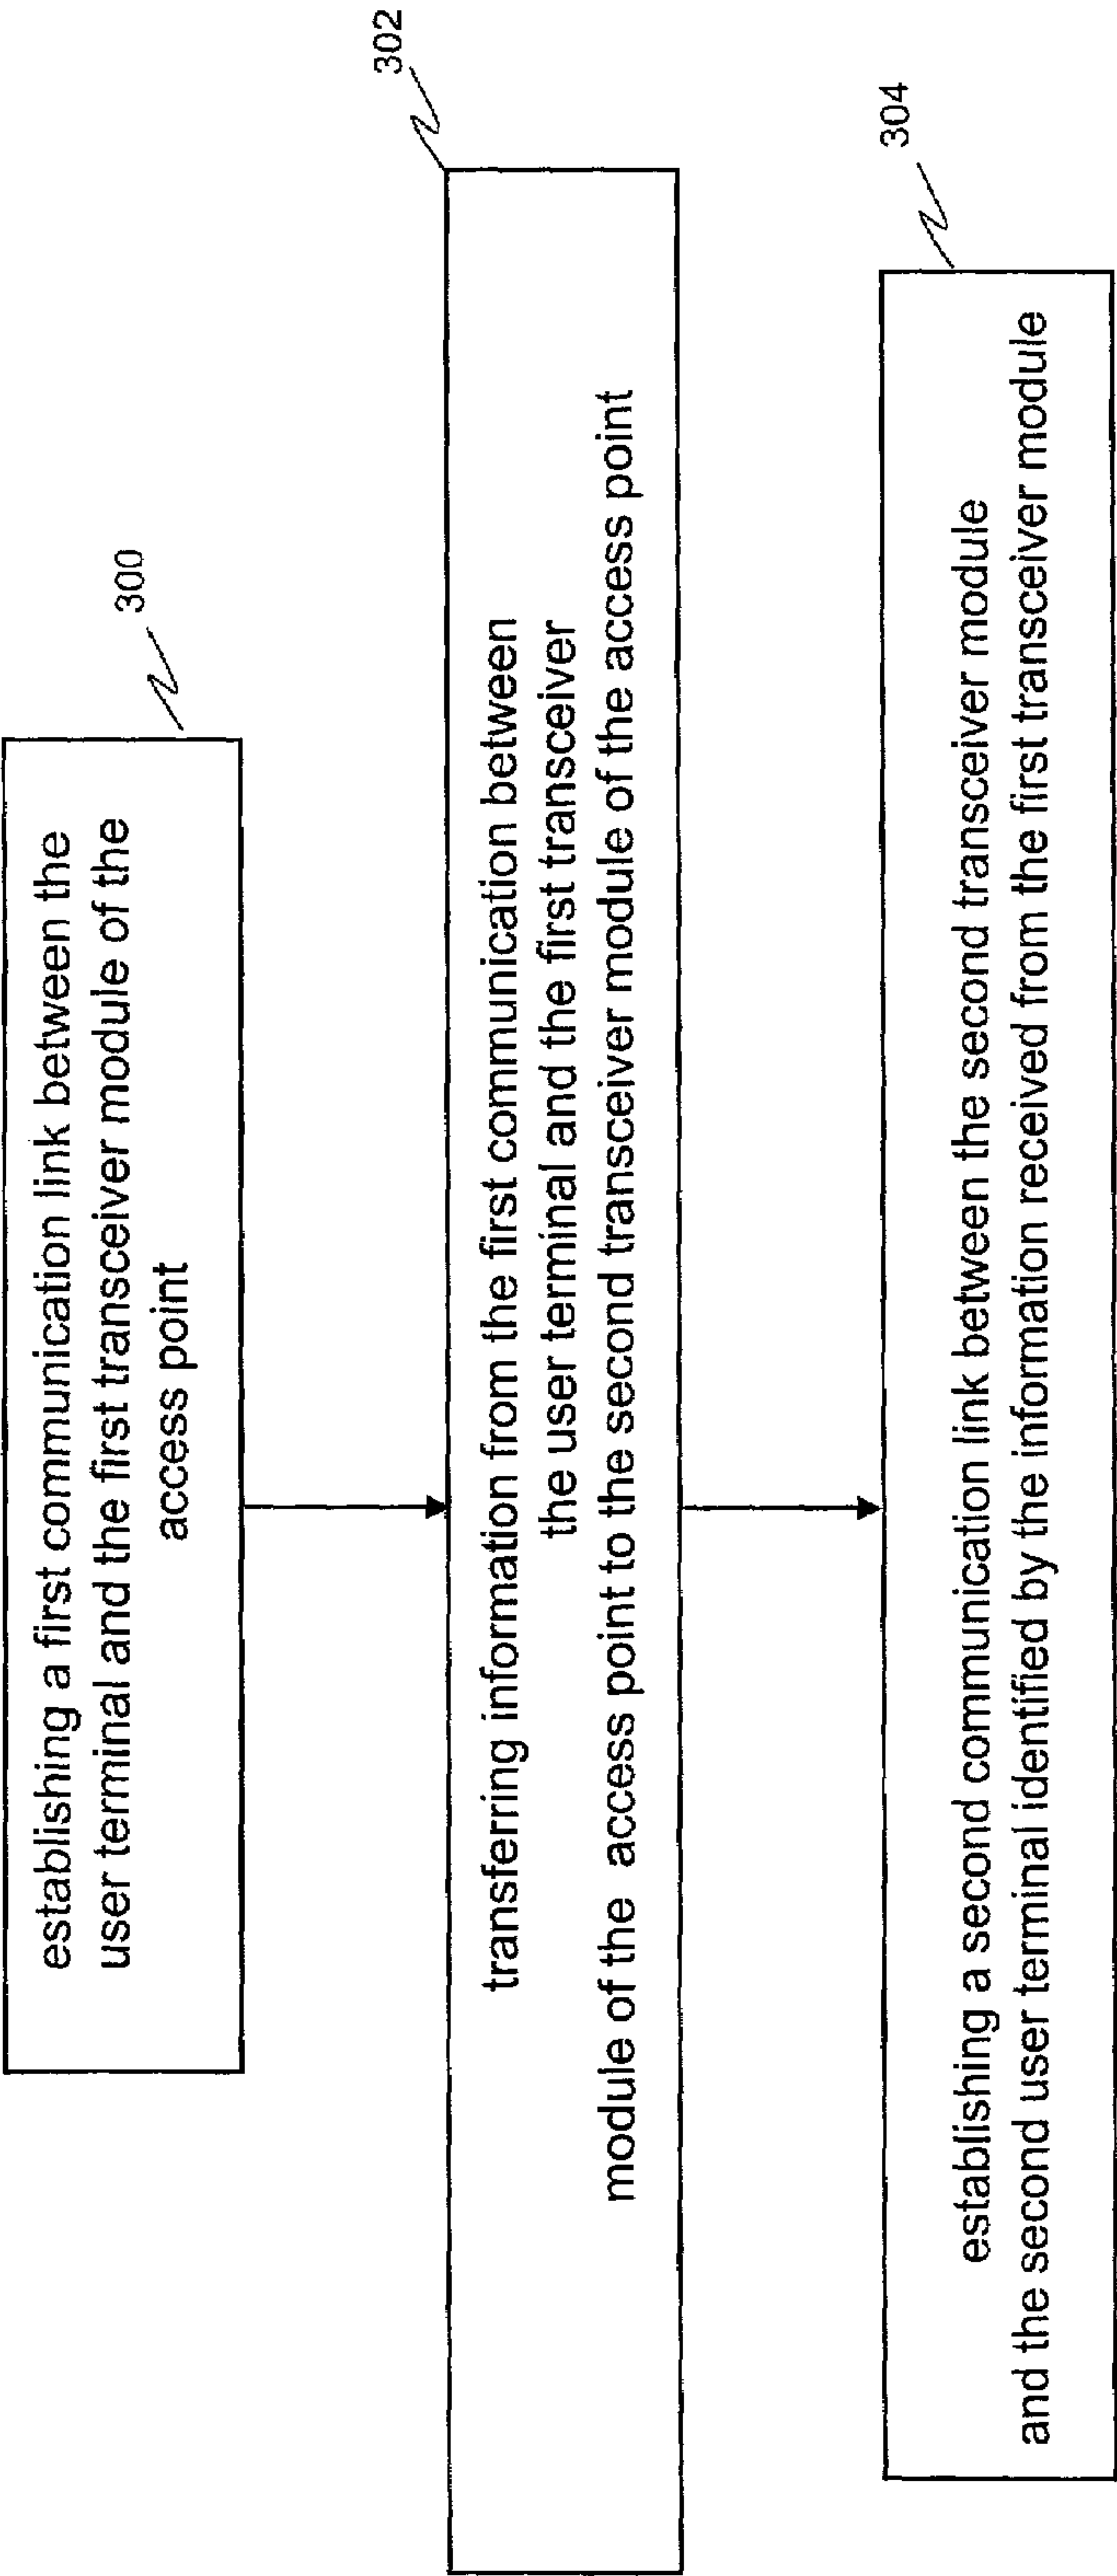 300
establishing a first communication link between the
user terminal and the first transceiver module of the
access point
302
transferring information from the first communication between
the user terminal and the first transceiver
module of the access point to the second transceiver module of the access point
304
establishing a second communication link between the second transceiver module
and the second user terminal identified by the information received from the first transceiver module